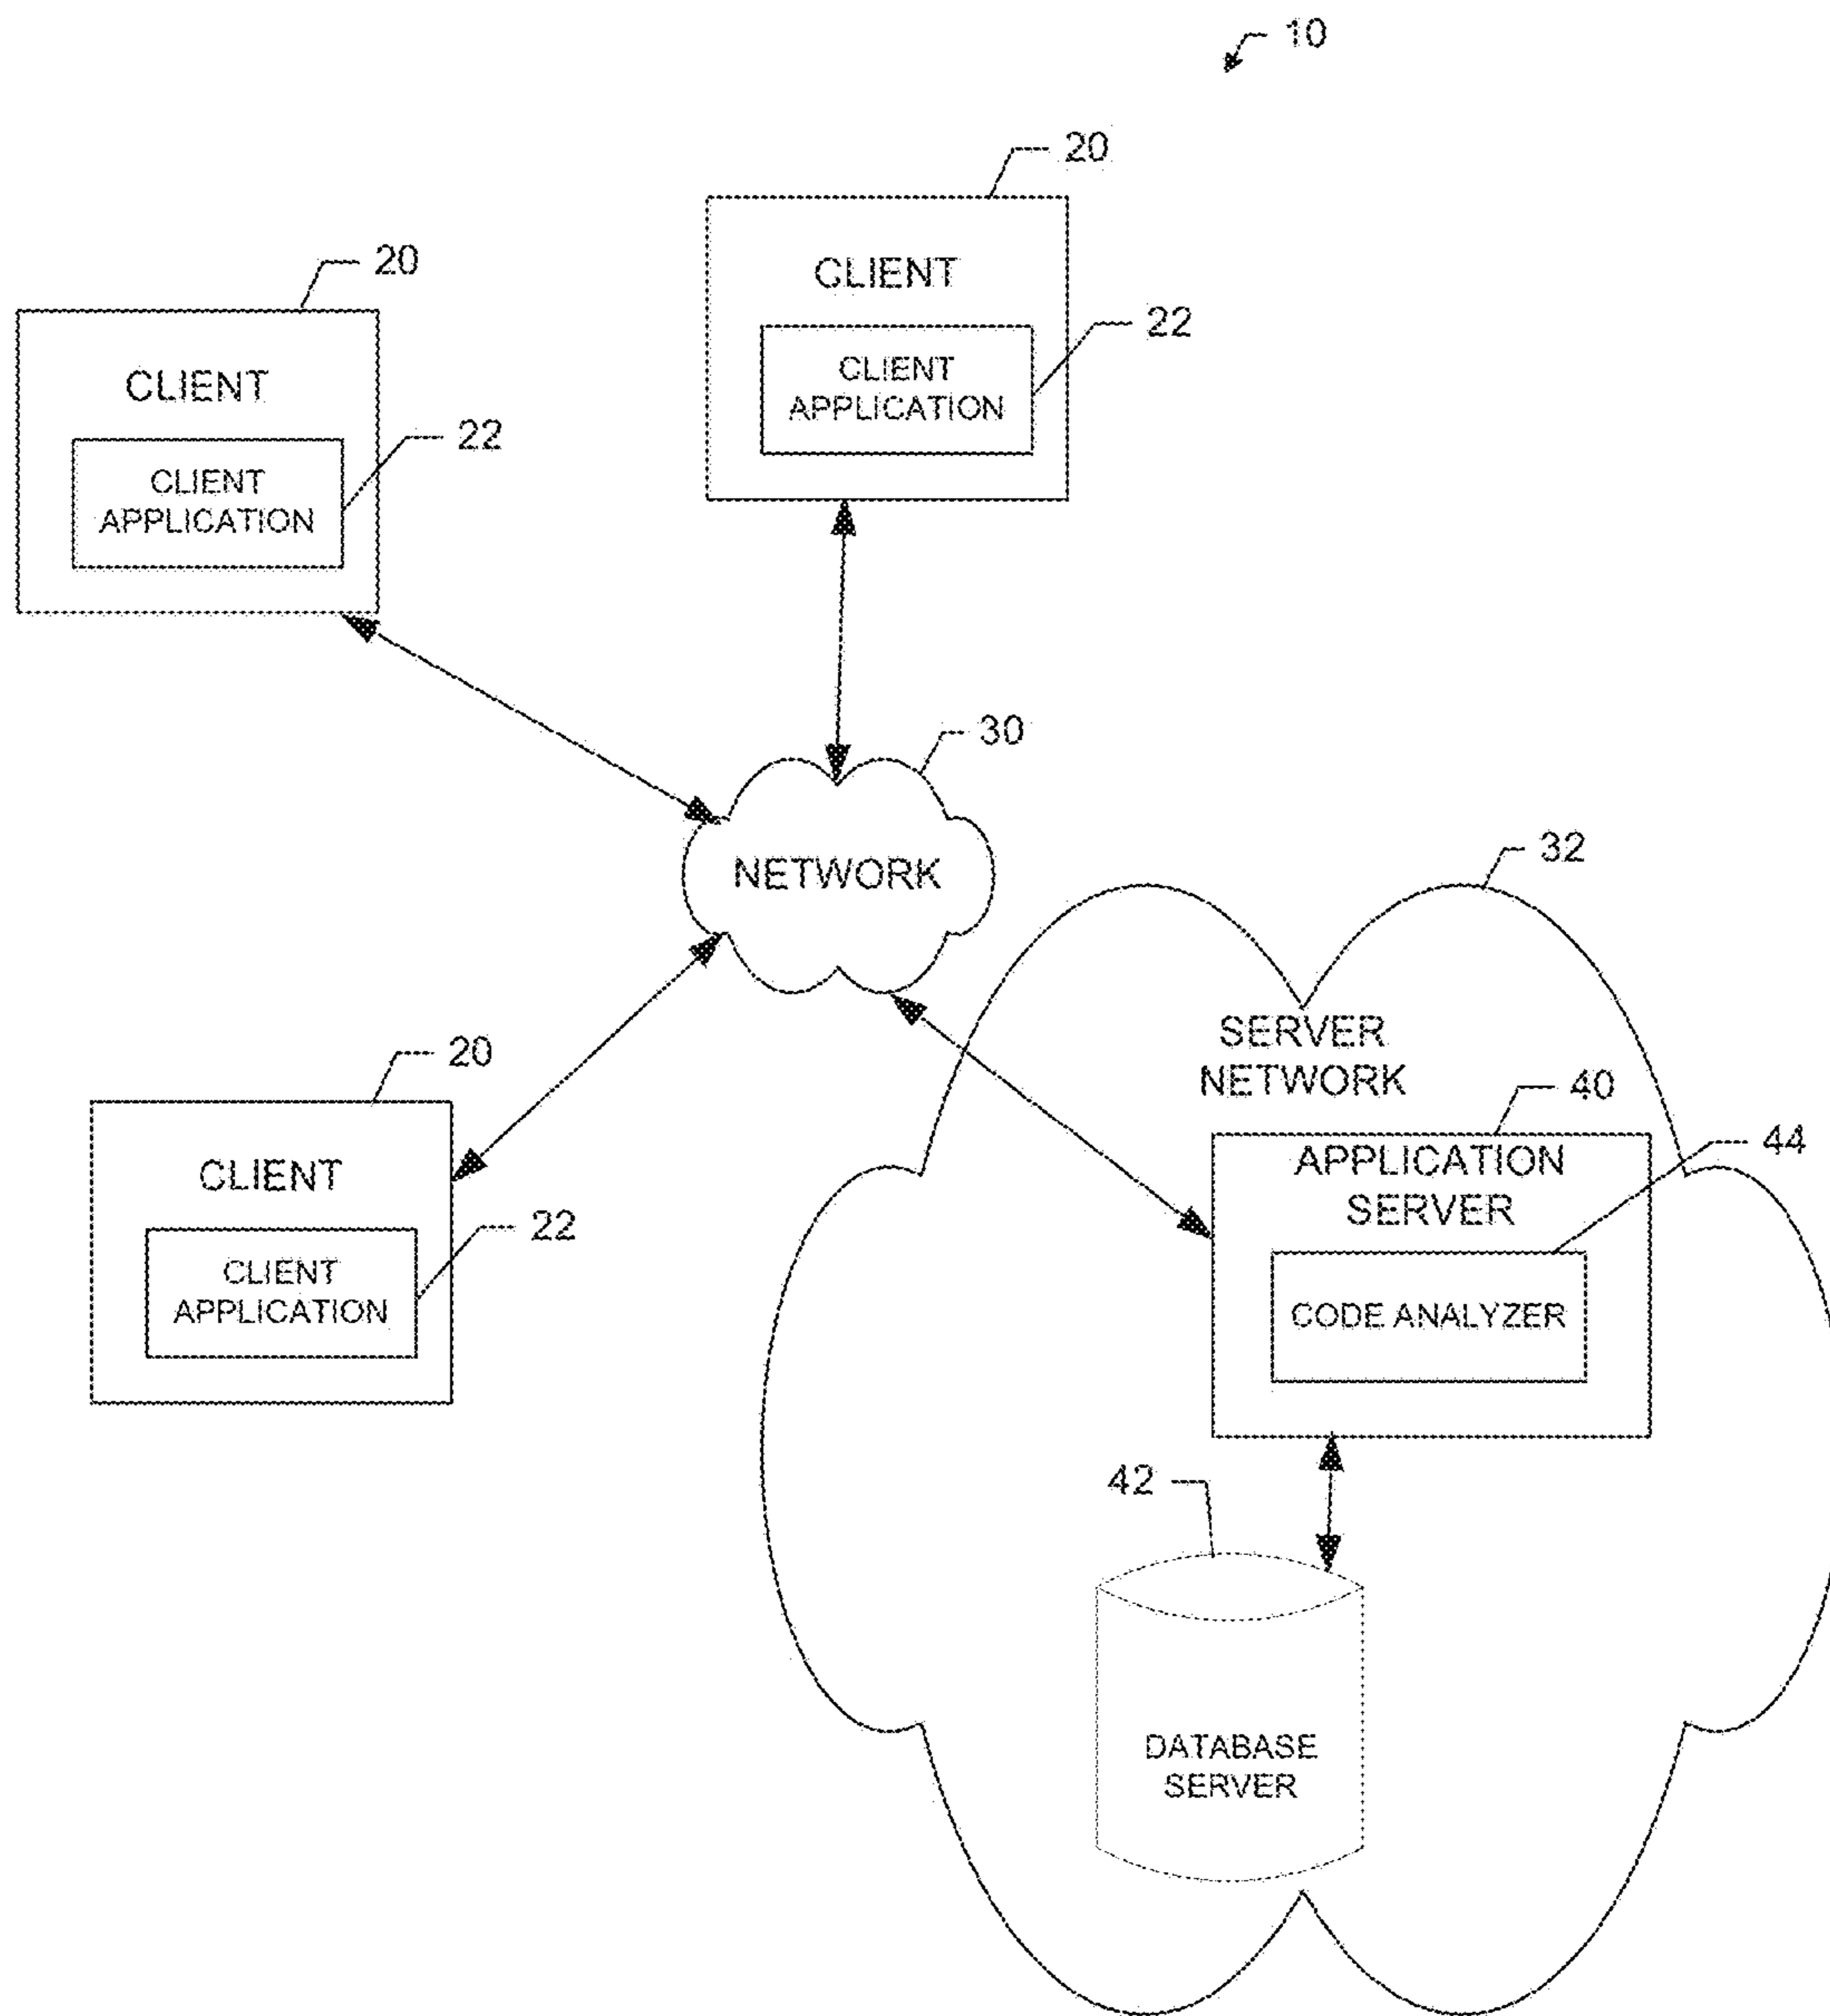 10
20
CLIENT
22
CLIENT
APPLICATION
20
CLIENT
22
CLIENT
APPLICATION
30
NETWORK
32
SERVER
NETWORK
40
44
APPLICATION
SERVER
CODE ANALYZER
20
CLIENT
22
CLIENT
APPLICATION
42
DATABASE
SERVER